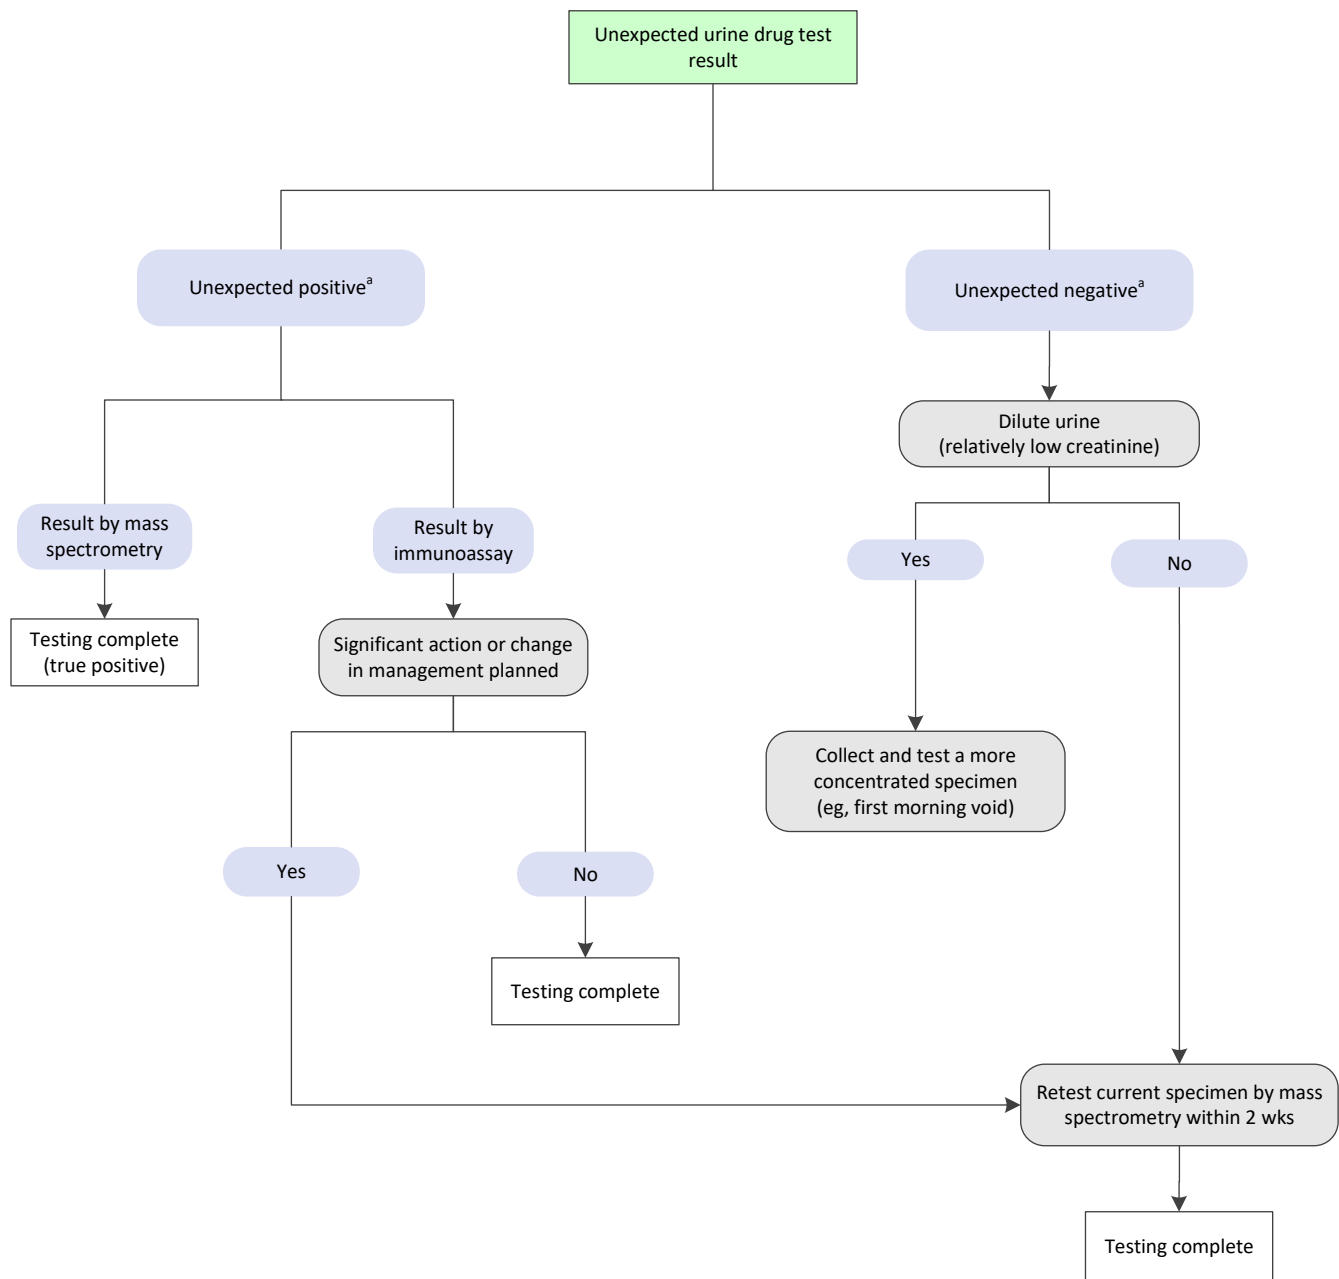 Unexpected urine drug test
result
Unexpected positiveᵃ
Unexpected negativeᵃ
Dilute urine
(relatively low creatinine)
Result by mass
spectrometry
Result by
immunoassay
Yes
No
Testing complete
(true positive)
Significant action or change
in management planned
Collect and test a more
concentrated specimen
(eg, first morning void)
Yes
No
Testing complete
Retest current specimen by mass
spectrometry within 2 wks
Testing complete